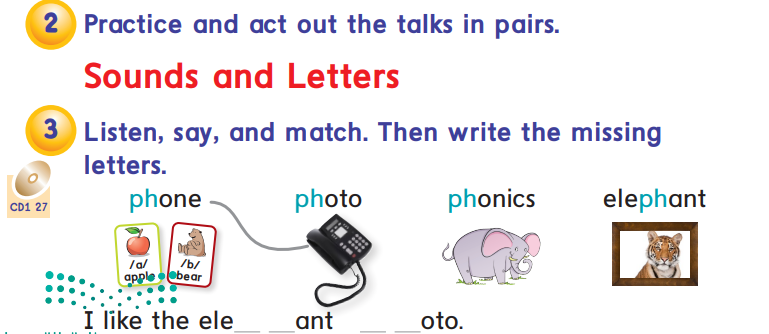 2 Practice and act out the talks in pairs.
Sounds and Letters
3 Listen, say, and match. Then write the missing
letters.
CD1 27
phone photo phonics elephant
/a/ apple
/b/ bear
I like the ele__ __ant __ __oto.